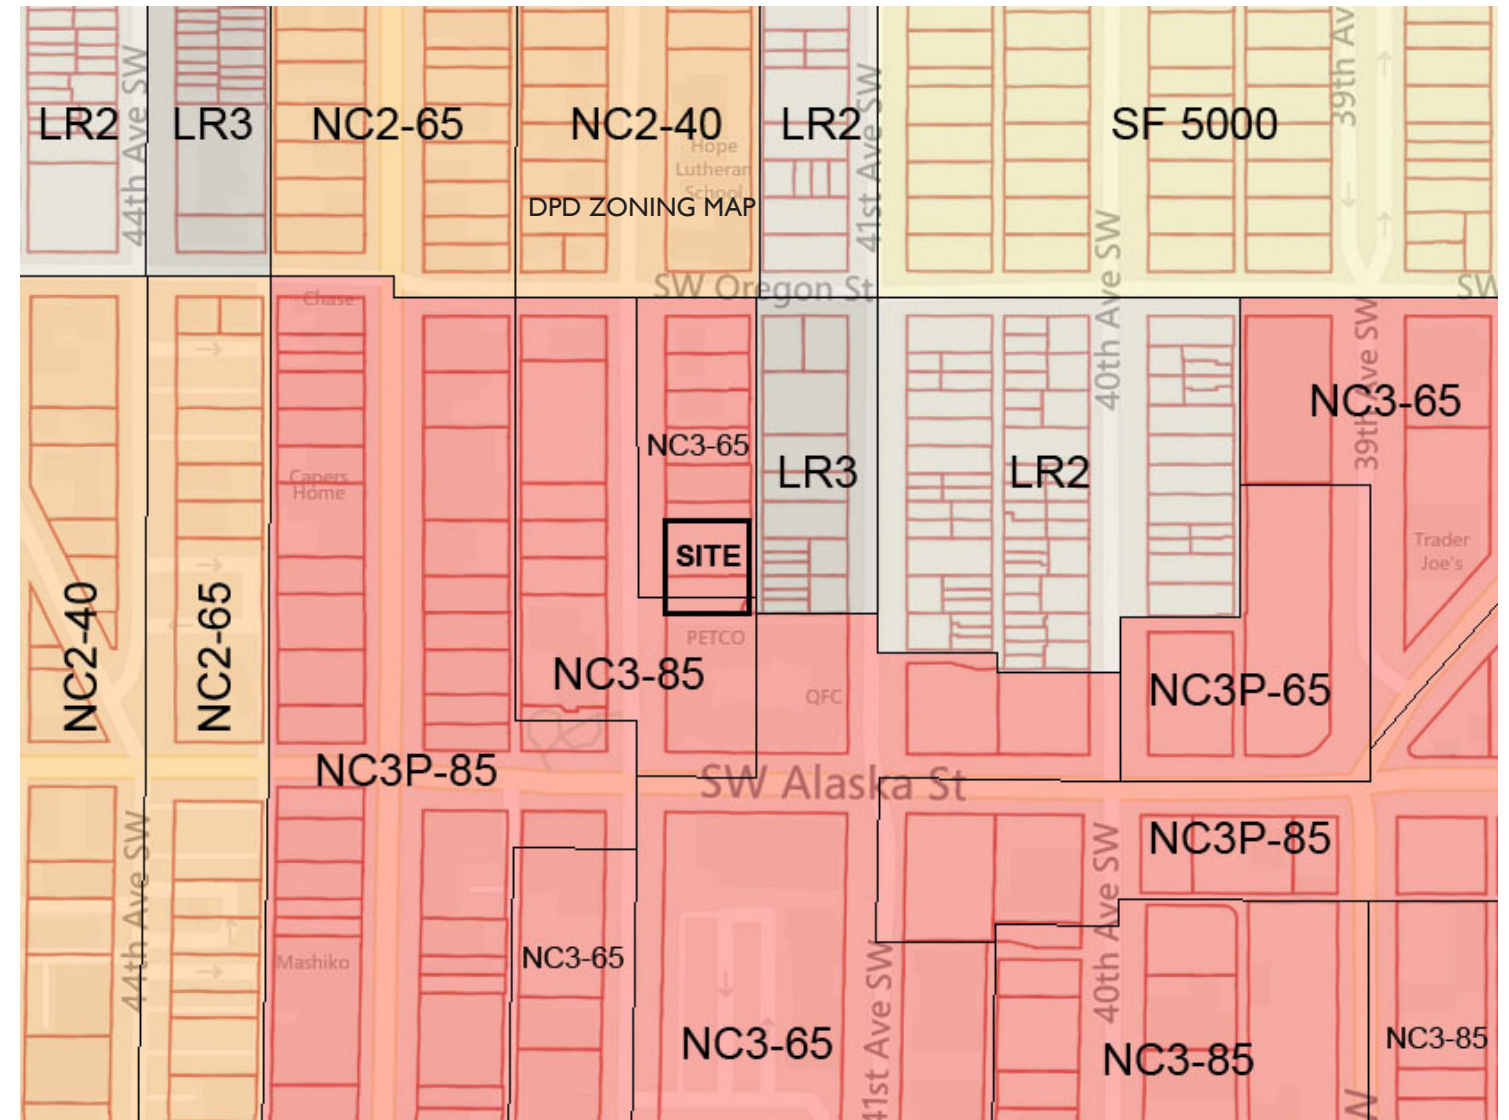 LR2
44th Ave SW
LR3
NC2-65
NC2-40
Hope
Lutheran
School
DPD ZONING MAP
LR2
41st Ave SW
SF 5000
39th Av
40th Ave SW
SW Oregon St
SW
Chase
NC3-65
39th Ave SW
NC3-65
LR3
LR2
Capers
Home
SITE
Trader
Joe's
NC2-40
NC2-65
PETCO
NC3-85
QFC
NC3P-65
NC3P-85
SW Alaska St
44th Ave SW
NC3P-85
40th Ave SW
Mashiko
NC3-65
41st Ave SW
NC3-65
NC3-85
NC3-85
W